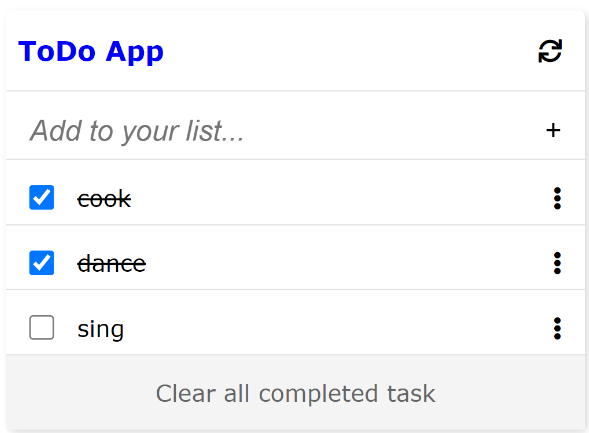 ToDo App
Add to your list...
+
cook
dance
sing
Clear all completed task